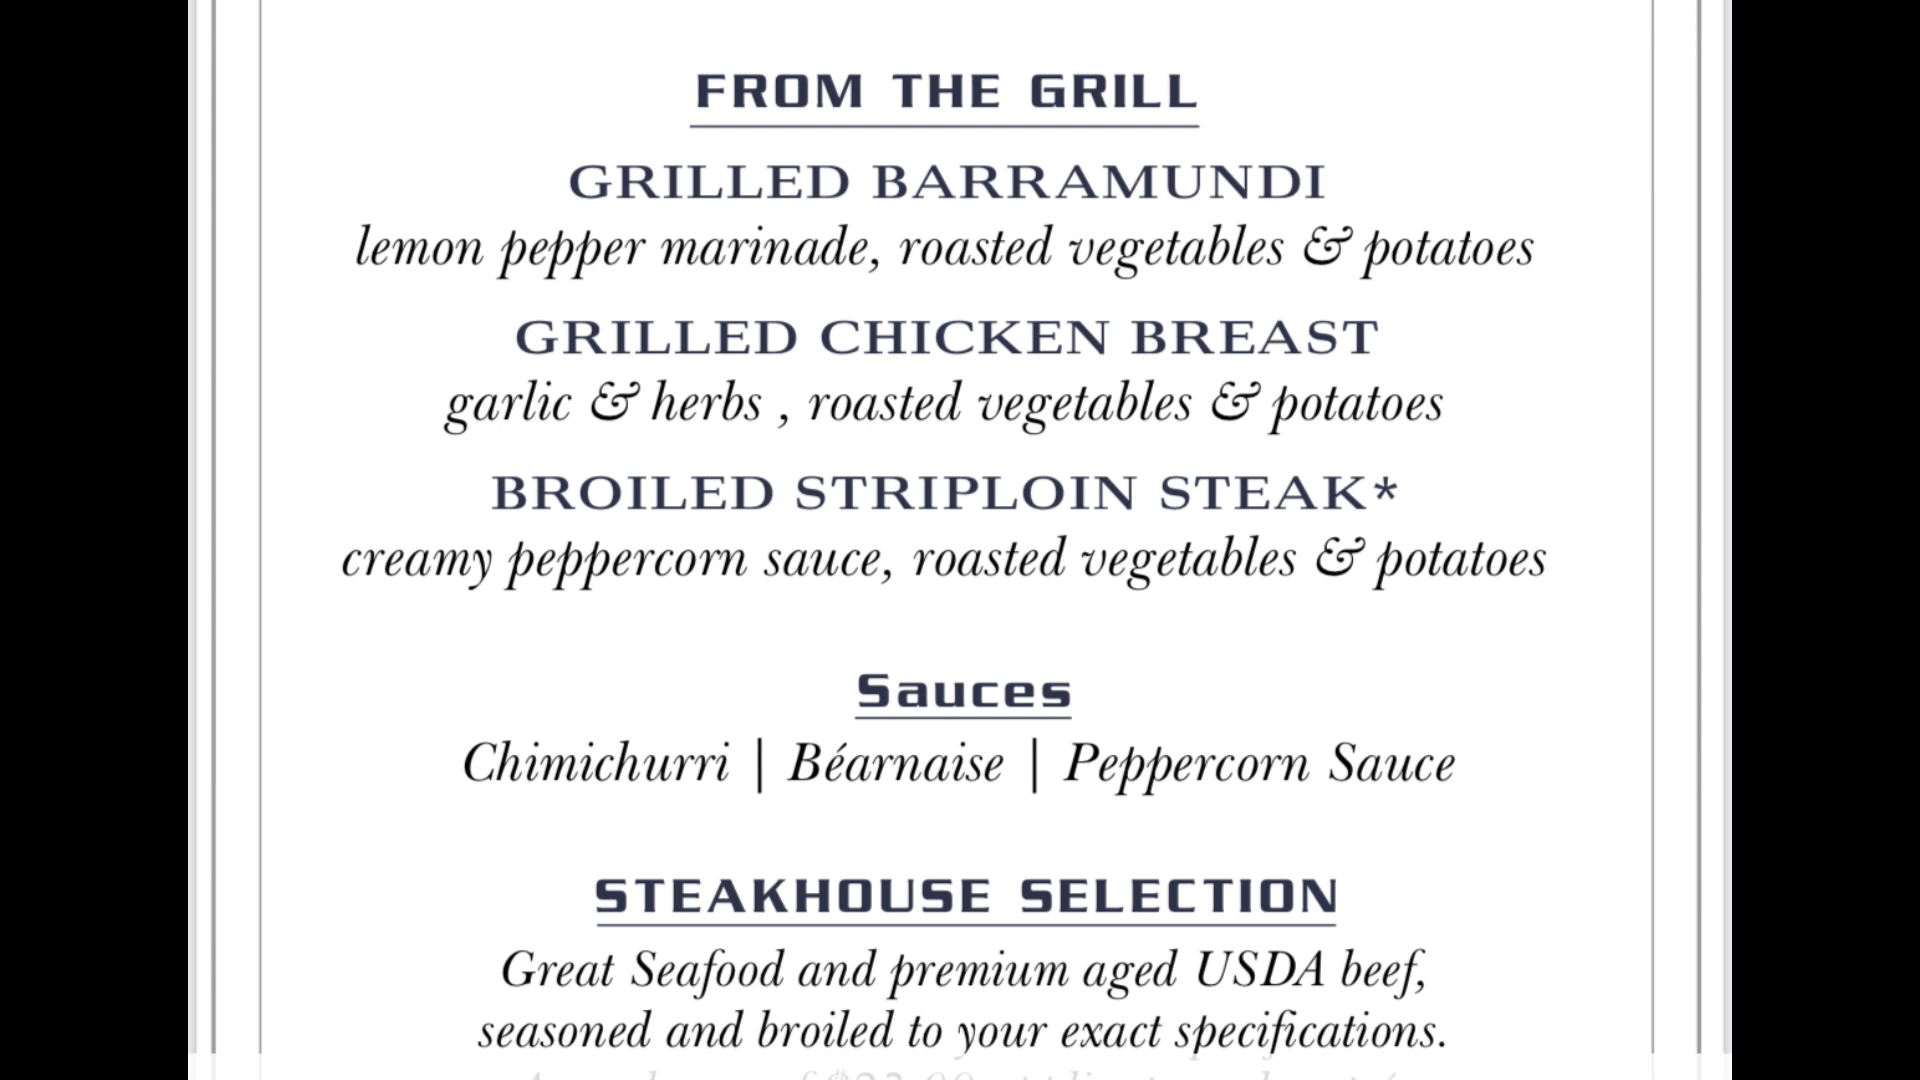 FROM THE GRILL
GRILLED BARRAMUNDI
lemon pepper marinade, roasted vegetables & potatoes
GRILLED CHICKEN BREAST
garlic & herbs , roasted vegetables & potatoes
BROILED STRIPLOIN STEAK*
creamy peppercorn sauce, roasted vegetables & potatoes
Sauces
Chimichurri | Béarnaise | Peppercorn Sauce
STEAKHOUSE SELECTION
Great Seafood and premium aged USDA beef,
seasoned and broiled to your exact specifications.